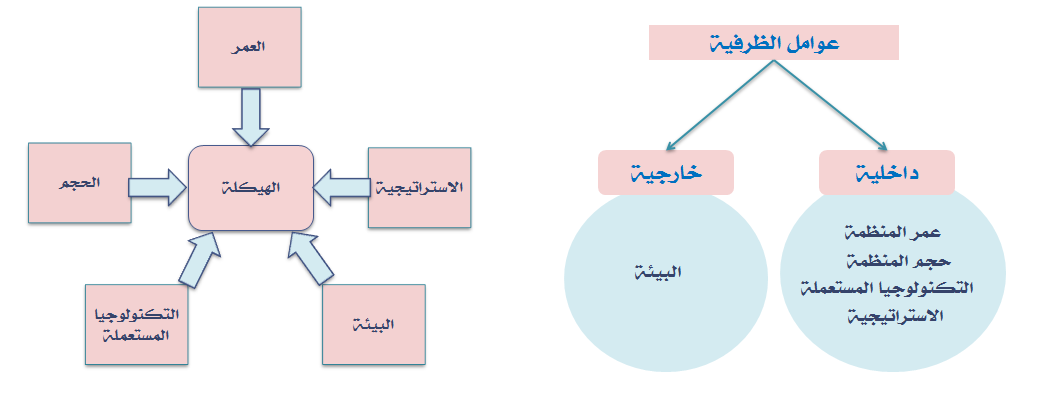 عوامل الظرفية
داخلية
عمر المنظمة
حجم المنظمة
التكنولوجيا المستعملة
الاستراتيجية
خارجية
البيئة
العمر
الاستراتيجية
الهيكلة
الحجم
البيئة
التكنولوجيا
المستعملة